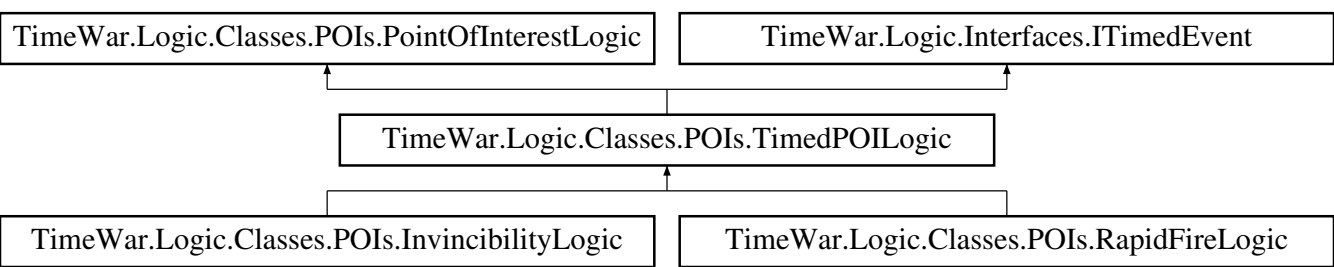 TimeWar.Logic.Classes.POIs.PointOfInterestLogic
TimeWar.Logic.Interfaces.ITimedEvent
TimeWar.Logic.Classes.POIs.TimedPOILogic
TimeWar.Logic.Classes.POIs.InvincibilityLogic
TimeWar.Logic.Classes.POIs.RapidFireLogic